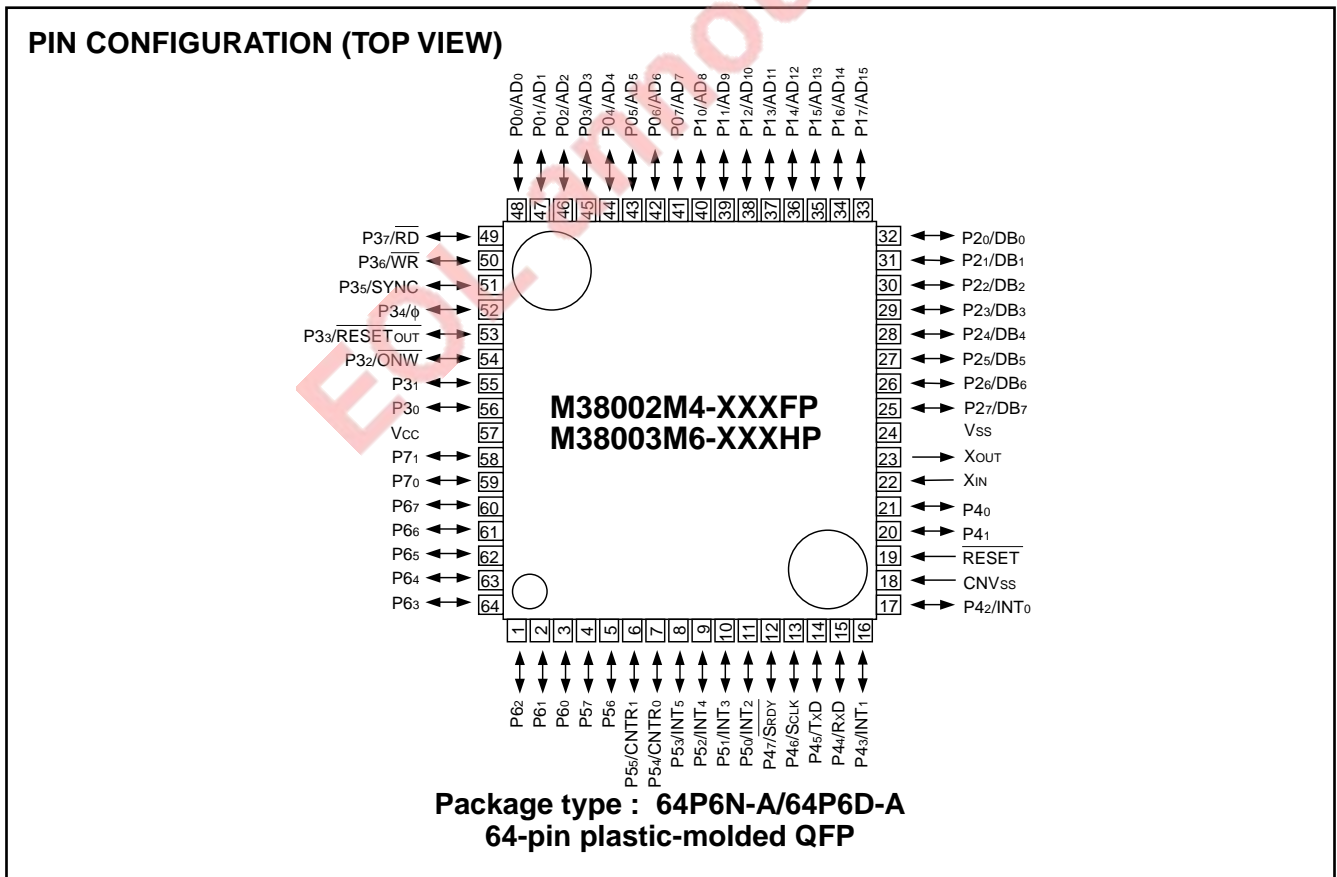 PIN CONFIGURATION (TOP VIEW)
P00/AD0
P01/AD1
P02/AD2
P03/AD3
P04/AD4
P05/AD5
P06/AD6
P07/AD7
P10/AD8
P11/AD9
P12/AD10
P13/AD11
P14/AD12
P15/AD13
P16/AD14
P17/AD15
48 47 46 45 44 43 42 41 40 39 38 37 36 35 34 33
P37/RD 49
P36/WR 50
P35/SYNC 51
P34/ϕ 52
P33/RESETOUT 53
P32/ONW 54
P31 55
P30 56
VCC 57
P71 58
P70 59
P67 60
P66 61
P65 62
P64 63
P63 64
M38002M4-XXXFP
M38003M6-XXXHP
32 P20/DB0
31 P21/DB1
30 P22/DB2
29 P23/DB3
28 P24/DB4
27 P25/DB5
26 P26/DB6
25 P27/DB7
24 VSS
23 XOUT
22 XIN
21 P40
20 P41
19 RESET
18 CNVSS
17 P42/INT0
1 2 3 4 5 6 7 8 9 10 11 12 13 14 15 16
P62
P61
P60
P57
P56
P55/CNTR1
P54/CNTR0
P53/INT5
P52/INT4
P51/INT3
P50/INT2
P47/SRDY
P46/SCLK
P45/TXD
P44/RXD
P43/INT1
Package type : 64P6N-A/64P6D-A
64-pin plastic-molded QFP
EOL